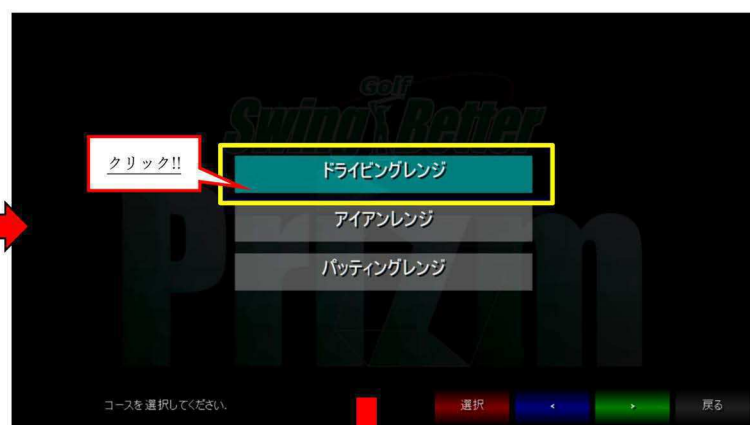 Golf
Swing Better
クリック!!
ドライビングレンジ
アイアンレンジ
パッティングレンジ
Prizm
コースを選択してください.
選択
<
>
戻る